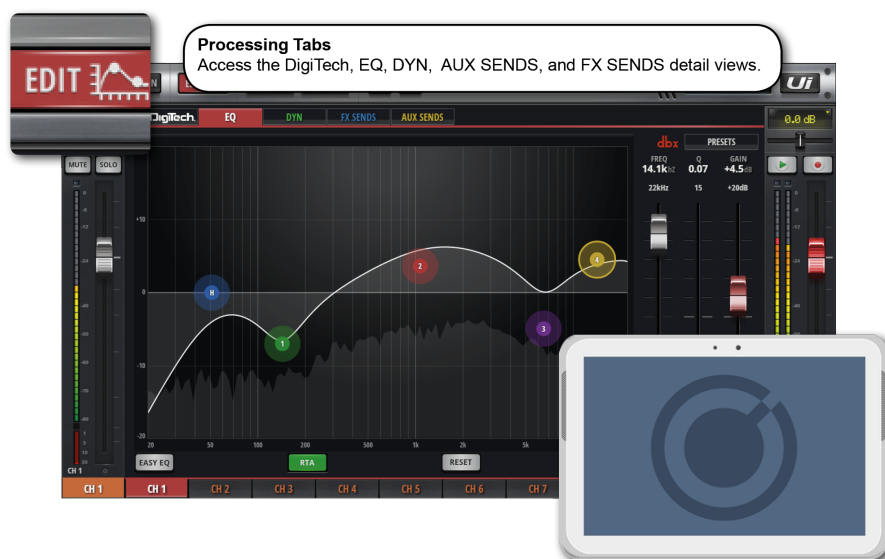 Processing Tabs
Access the DigiTech, EQ, DYN, AUX SENDS, and FX SENDS detail views.
EDIT
Ui
DigiTech
EQ
DYN
FX SENDS
AUX SENDS
0.0 dB
dbx
PRESETS
FREQ
Q
GAIN
14.1khZ
0.07
+4.5dB
22kHz
15
+20dB
MUTE
SOLO
+10
0
-10
-20
H
1
2
3
4
20
50
100
200
500
1k
2k
5k
EASY EQ
RTA
RESET
CH 1
CH 1
CH 1
CH 2
CH 3
CH 4
CH 5
CH 6
CH 7